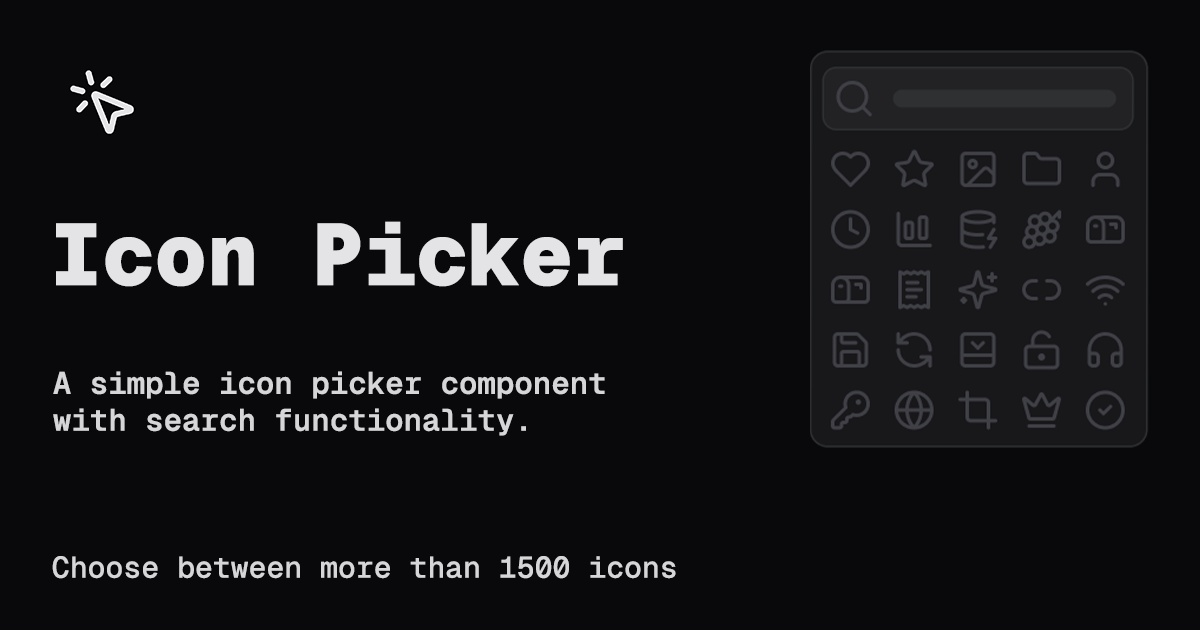 Icon Picker
A simple icon picker component
with search functionality.
Choose between more than 1500 icons